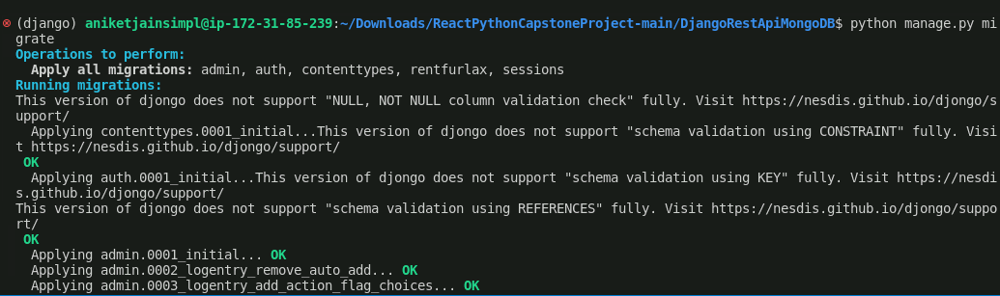 (django) aniketjainsimpl@ip-172-31-85-239:~/Downloads/ReactPythonCapstoneProject-main/DjangoRestApiMongoDB$ python manage.py mi
grate
Operations to perform:
  Apply all migrations: admin, auth, contenttypes, rentfurlax, sessions
Running migrations:
This version of djongo does not support "NULL, NOT NULL column validation check" fully. Visit https://nesdis.github.io/djongo/s
upport/
  Applying contenttypes.0001_initial...This version of djongo does not support "schema validation using CONSTRAINT" fully. Visi
t https://nesdis.github.io/djongo/support/
 OK
  Applying auth.0001_initial...This version of djongo does not support "schema validation using KEY" fully. Visit https://nesdi
s.github.io/djongo/support/
This version of djongo does not support "schema validation using REFERENCES" fully. Visit https://nesdis.github.io/djongo/suppo
rt/
 OK
  Applying admin.0001_initial... OK
  Applying admin.0002_logentry_remove_auto_add... OK
  Applying admin.0003_logentry_add_action_flag_choices... OK